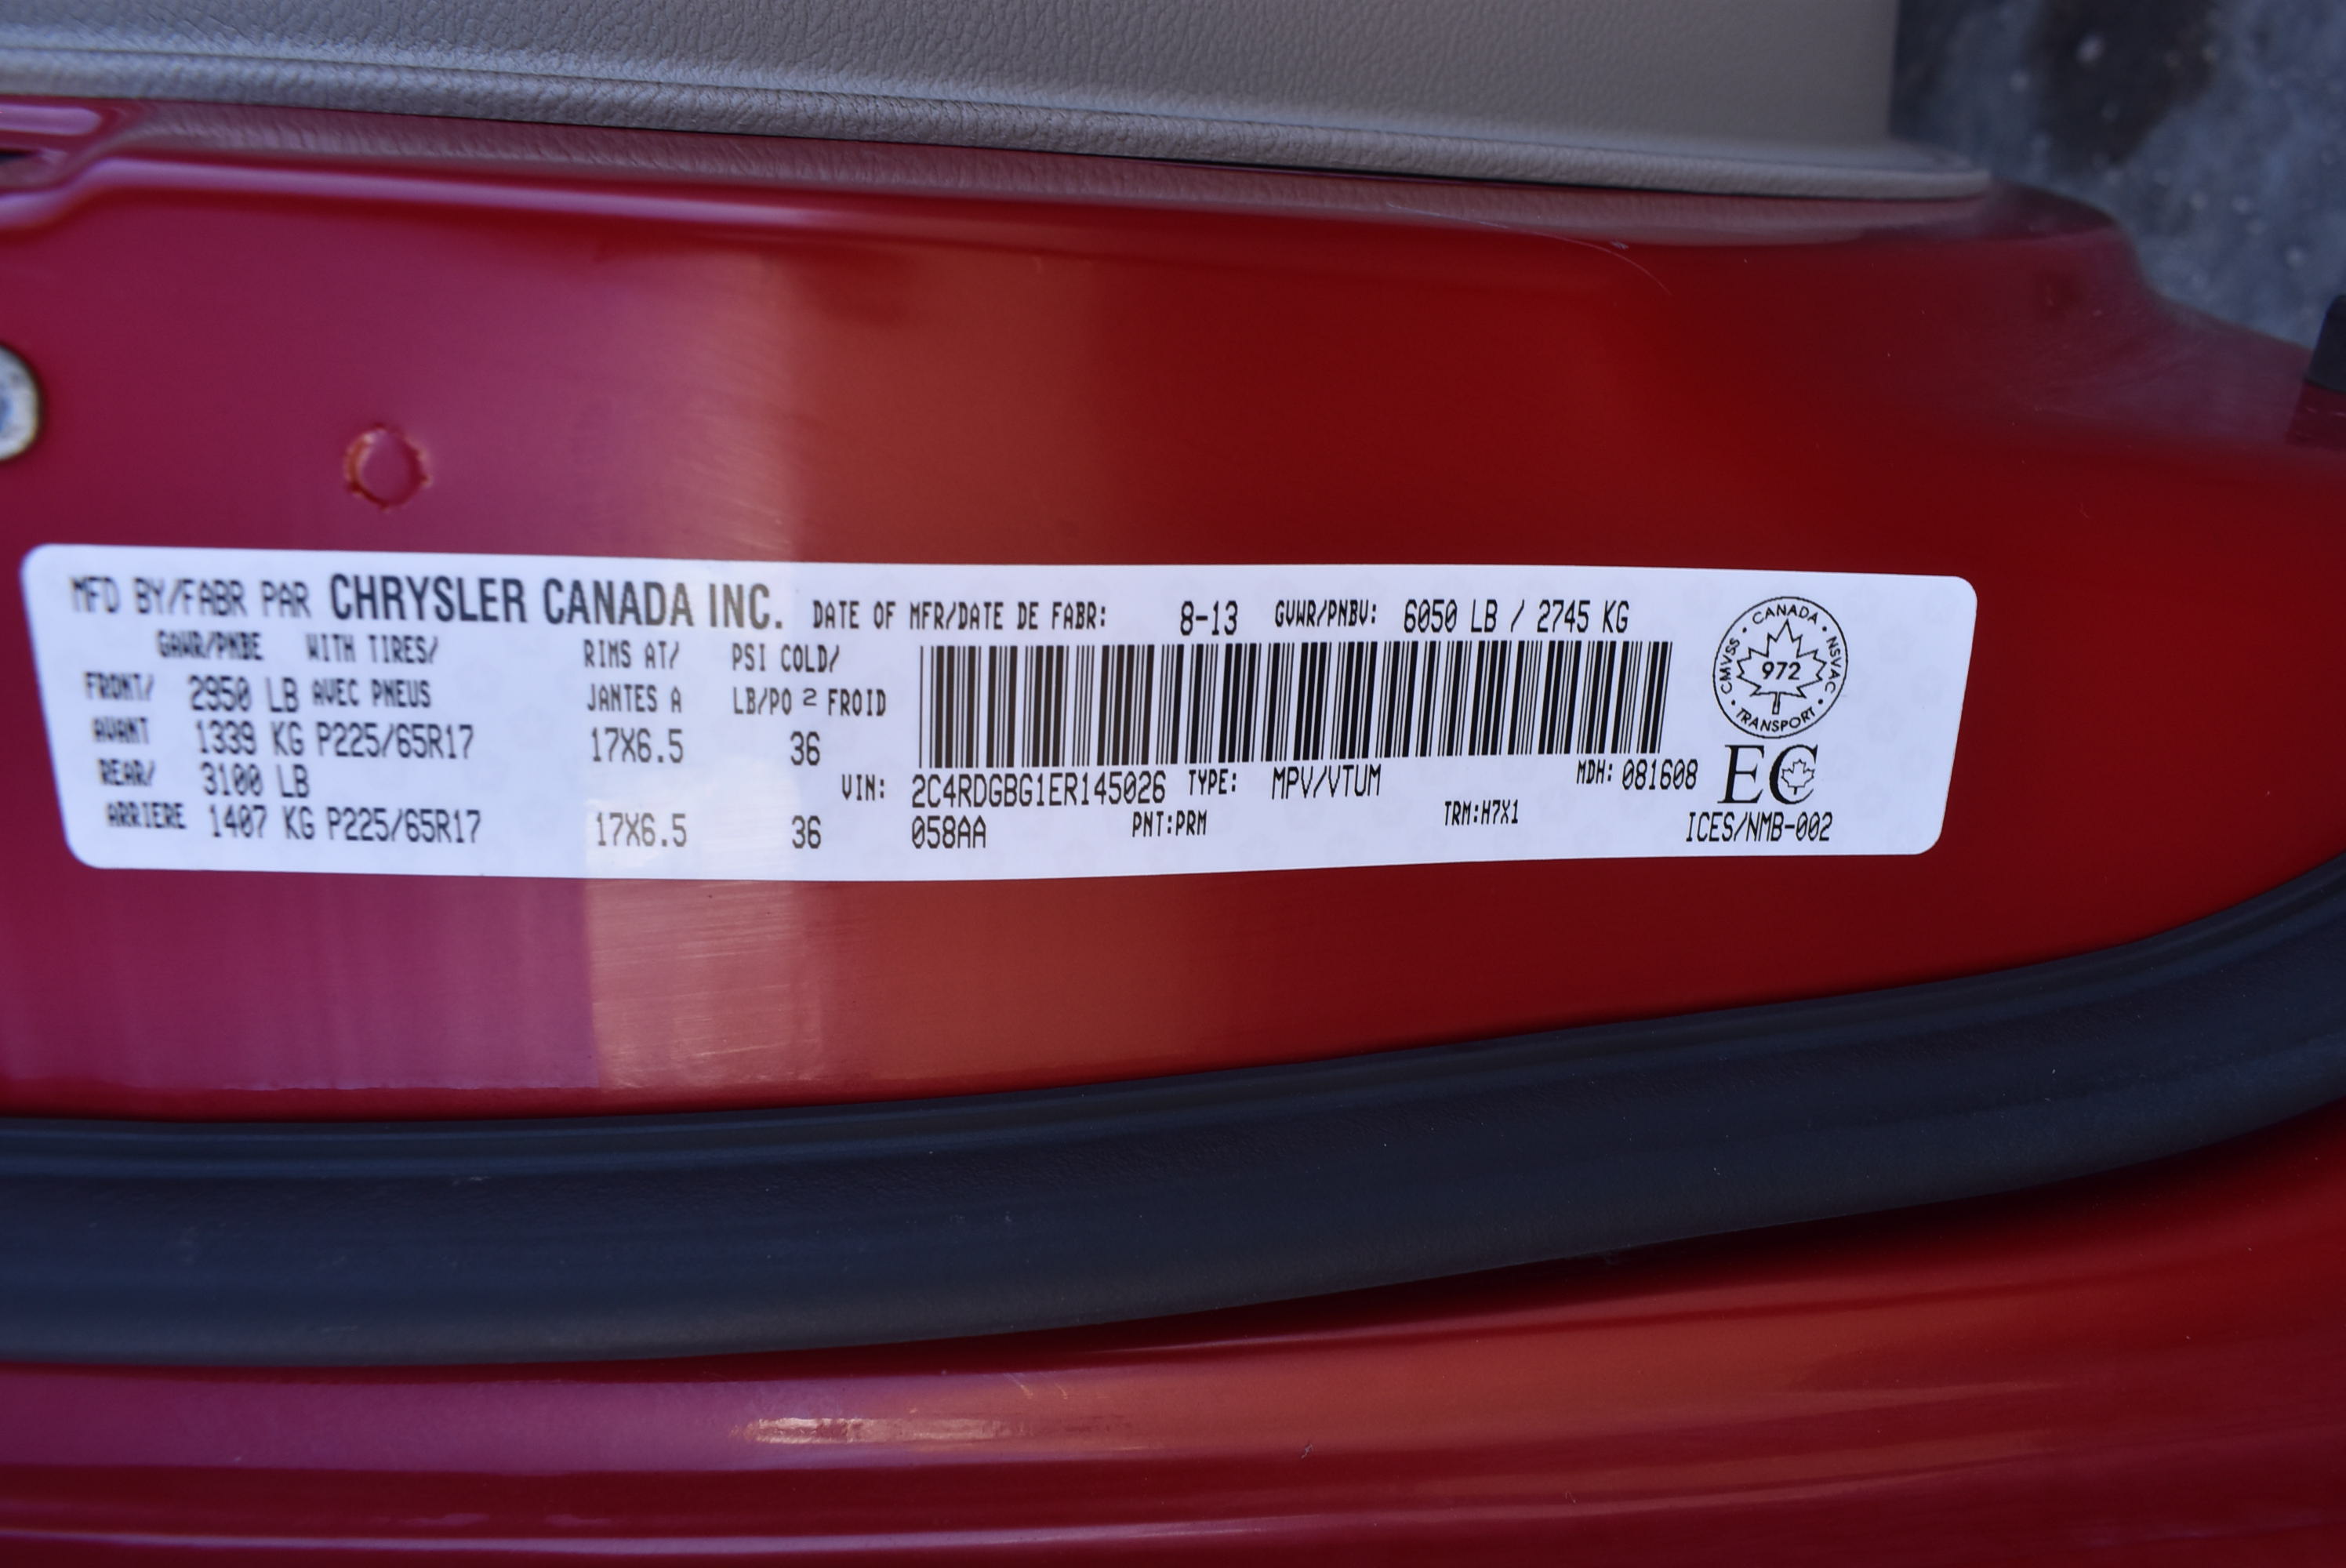 MFD BY/FABR PAR CHRYSLER CANADA INC. DATE OF MFR/DATE DE FABR: 8-13 GVWR/PNBV: 6050 LB / 2745 KG
GAWR/PNBE WITH TIRES/ RIMS AT/ PSI COLD/
FRONT/ 2950 LB AVEC PNEUS JANTES A LB/PO 2 FROID
AVANT 1339 KG P225/65R17 17X6.5 36
REAR/ 3100 LB
ARRIERE 1407 KG P225/65R17 17X6.5 36
VIN: 2C4RDGBG1ER145026 TYPE: MPV/VTUM MDH: 081608
058AA PNT:PRM TRM:H7X1
CANADA • NSVAC • TRANSPORT • CMVSS •
972
EC
ICES/NMB-002